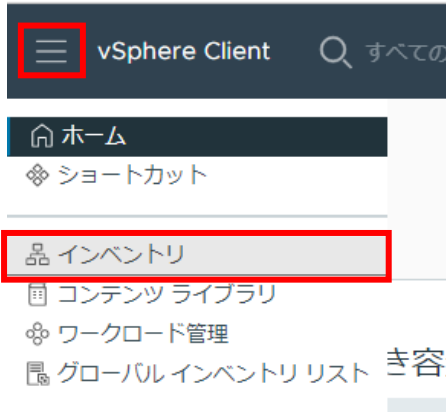 vSphere Client すべての
ホーム
ショートカット
インベントリ
コンテンツ ライブラリ
ワークロード管理
グローバル インベントリ リスト
き容